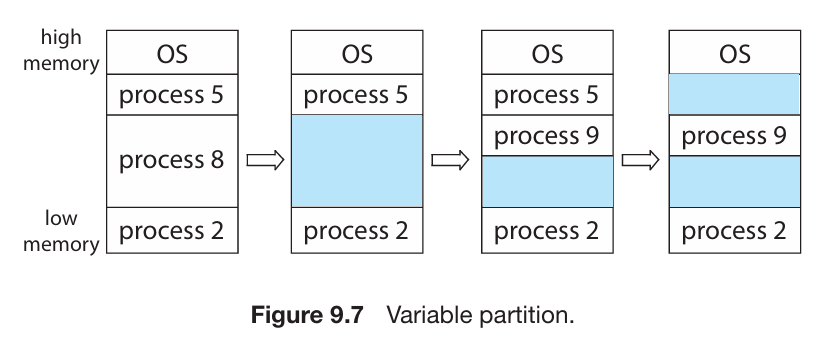 high
memory
OS
process 5
process 8
low
memory
process 2
OS
process 5
process 2
OS
process 5
process 9
process 2
OS
process 9
process 2
Figure 9.7 Variable partition.